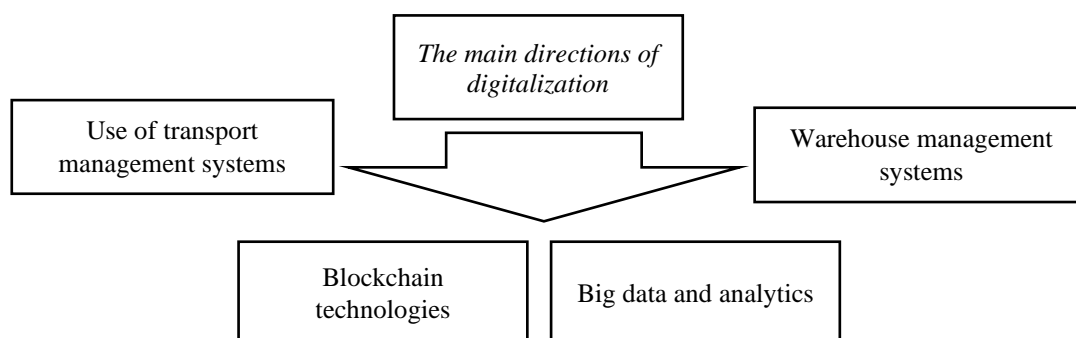 The main directions of
digitalization
Use of transport
management systems
Warehouse management
systems
Blockchain
technologies
Big data and analytics